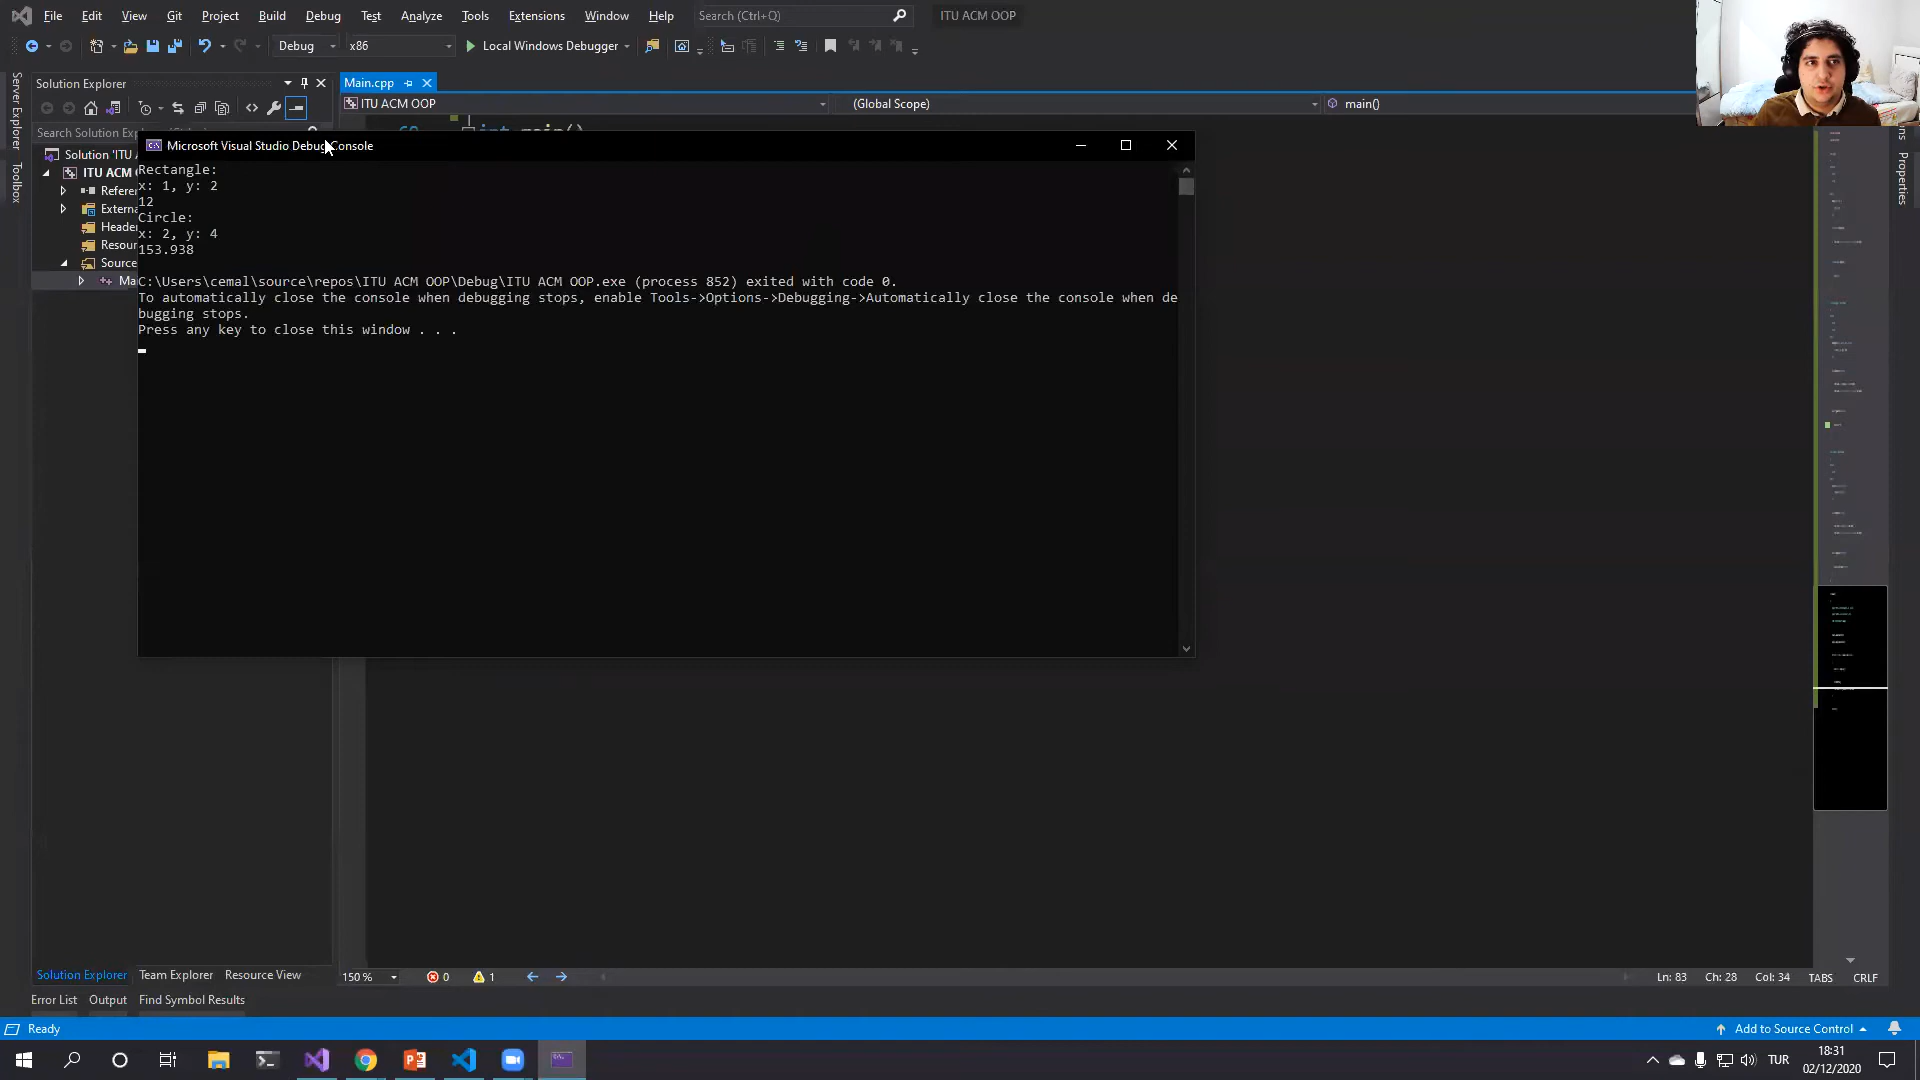 File Edit View Git Project Build Debug Test Analyze Tools Extensions Window Help Search (Ctrl+Q) ITU ACM OOP
Debug x86 Local Windows Debugger
Server Explorer
Toolbox
Solution Explorer
Main.cpp
ITU ACM OOP (Global Scope) main()
Properties
Microsoft Visual Studio Debug Console
Solution 'ITU A
ITU ACM
Referen
Externa
Header
Resour
Source
Ma
Rectangle:
x: 1, y: 2
12
Circle:
x: 2, y: 4
153.938
C:\Users\cemal\source\repos\ITU ACM OOP\Debug\ITU ACM OOP.exe (process 852) exited with code 0.
To automatically close the console when debugging stops, enable Tools->Options->Debugging->Automatically close the console when de
bugging stops.
Press any key to close this window . . .
Solution Explorer Team Explorer Resource View
150 % 0 1 Ln: 83 Ch: 28 Col: 34 TABS CRLF
Error List Output Find Symbol Results
Ready Add to Source Control
TUR 18:31
02/12/2020